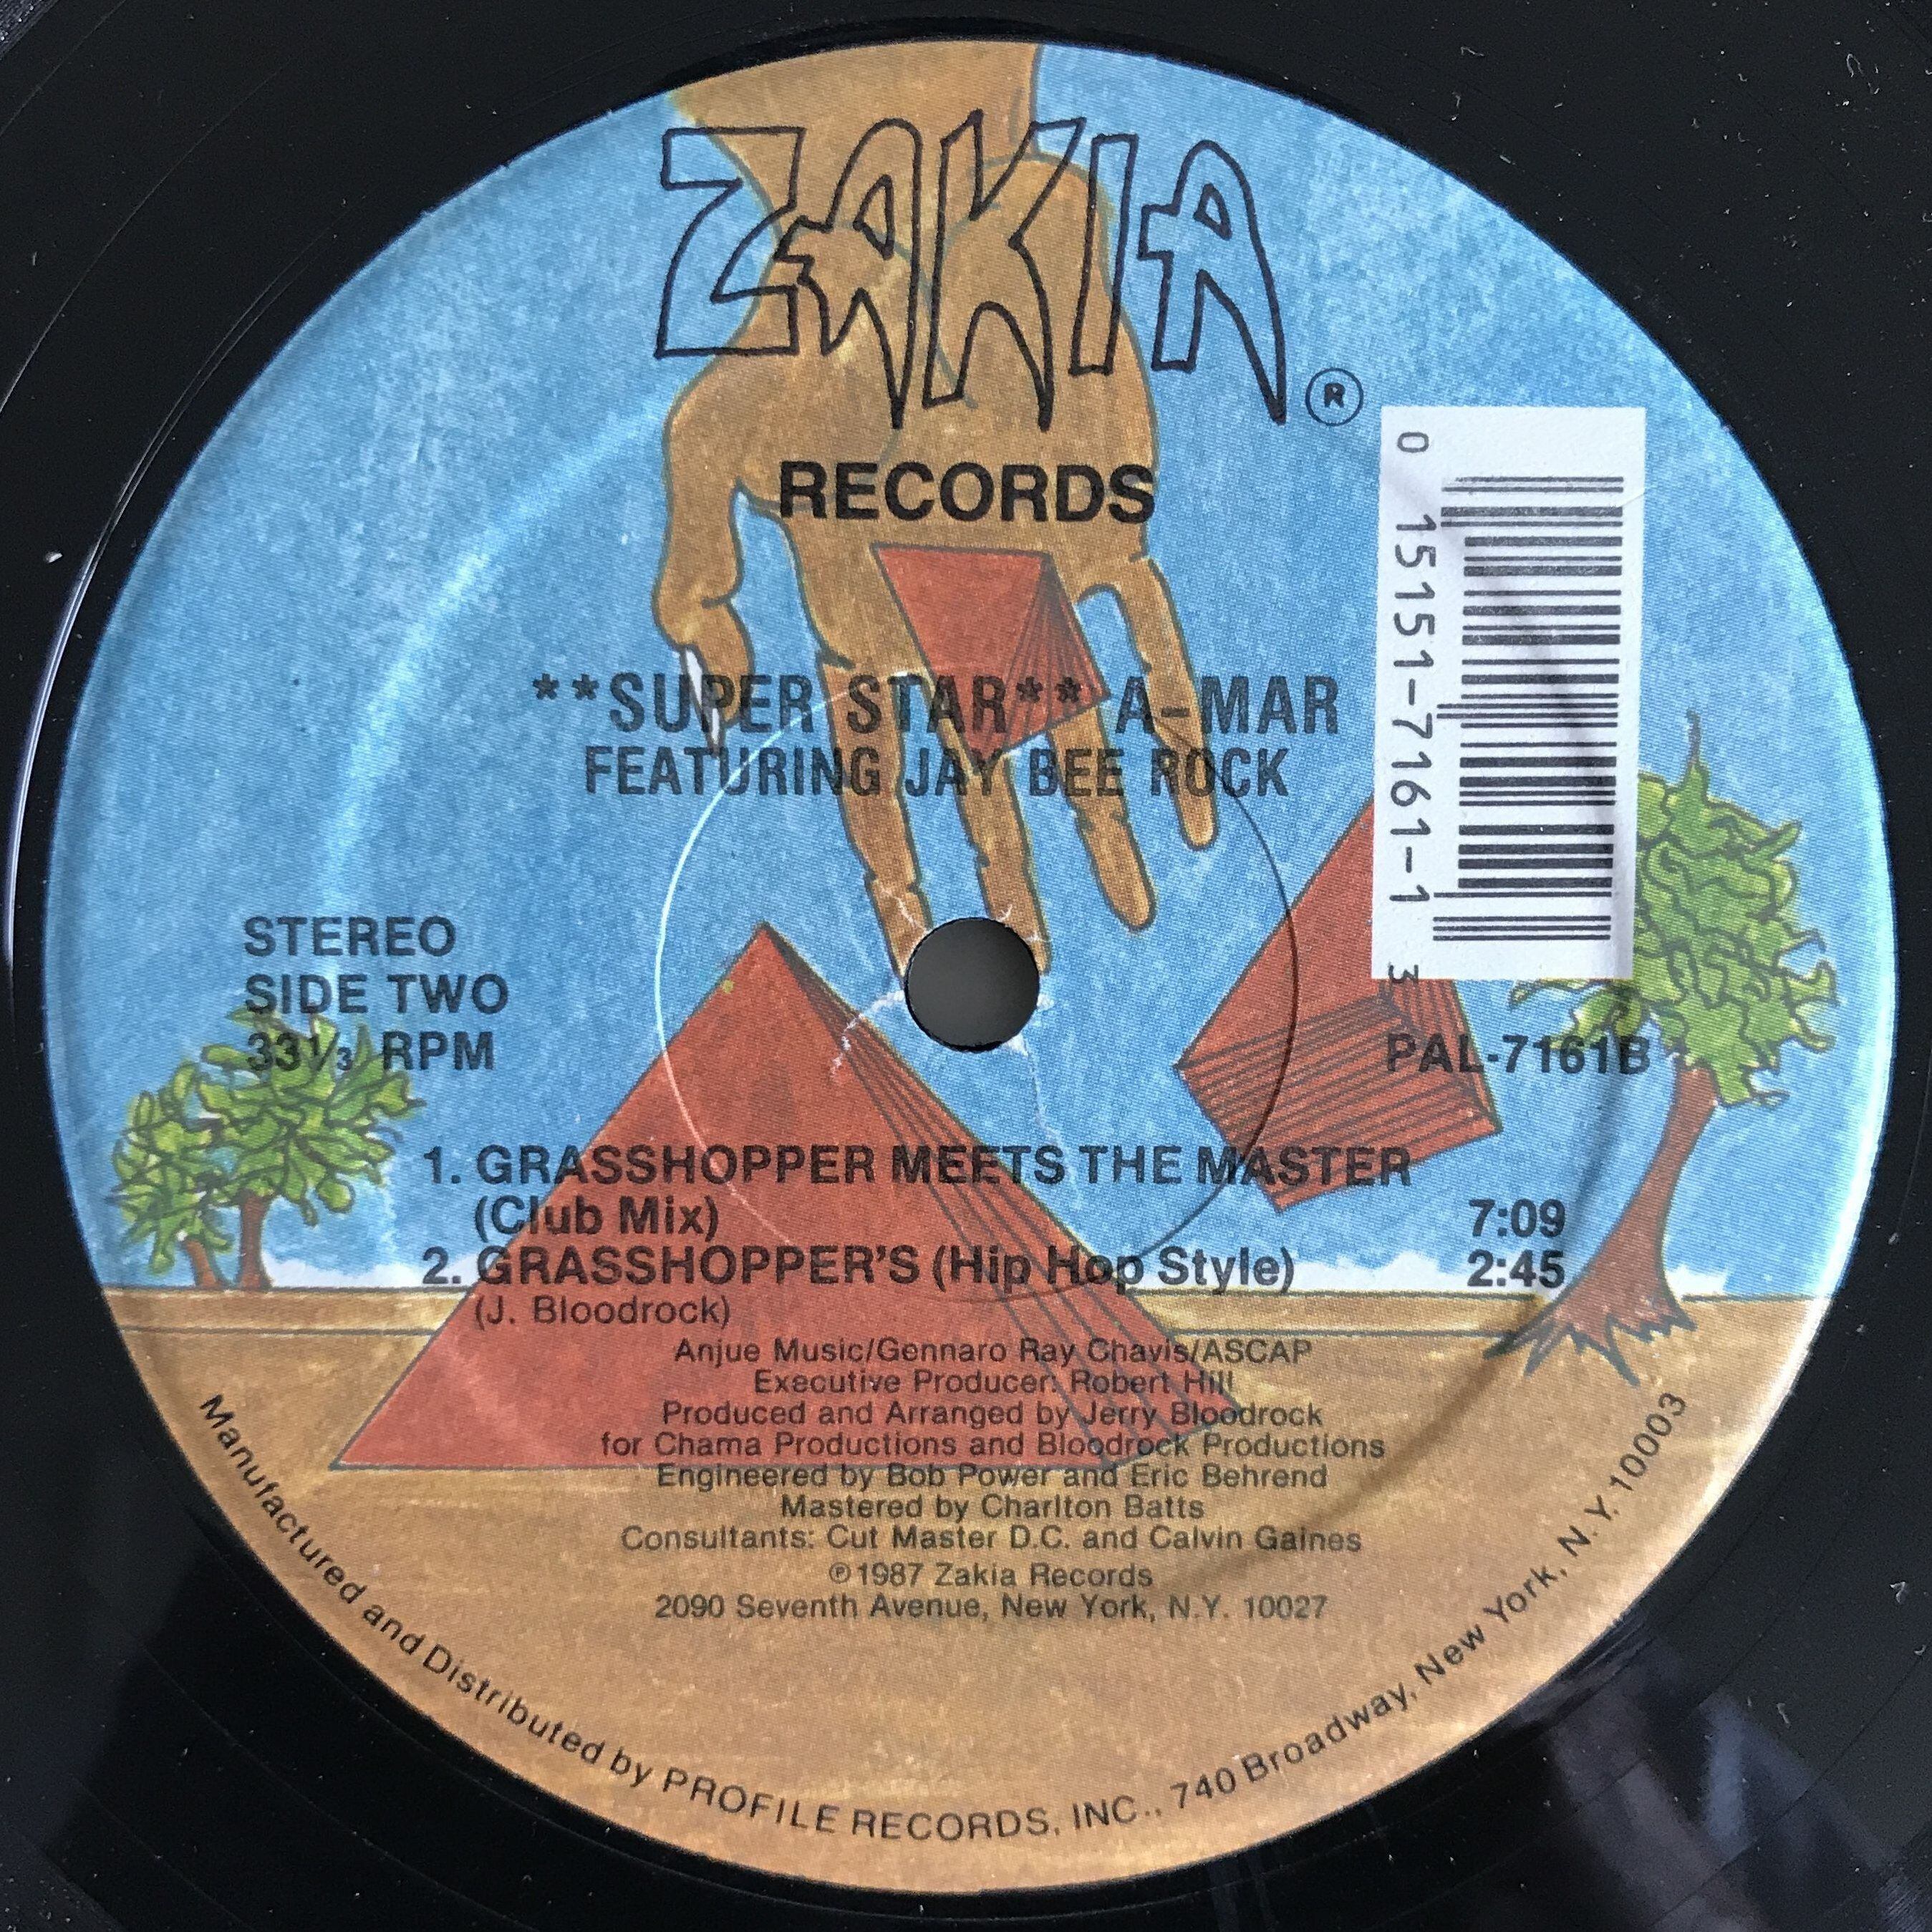 ZAKIA
®
RECORDS
**SUPER STAR** A-MAR
FEATURING JAY BEE ROCK
0 15151-7161-1 3
STEREO
SIDE TWO
33⅓ RPM
PAL-7161B
1. GRASSHOPPER MEETS THE MASTER
(Club Mix) 7:09
2. GRASSHOPPER'S (Hip Hop Style) 2:45
(J. Bloodrock)
Anjue Music/Gennaro Ray Chavis/ASCAP
Executive Producer: Robert Hill
Produced and Arranged by Jerry Bloodrock
for Chama Productions and Bloodrock Productions
Engineered by Bob Power and Eric Behrend
Mastered by Charlton Batts
Consultants: Cut Master D.C. and Calvin Gaines
℗1987 Zakia Records
2090 Seventh Avenue, New York, N.Y. 10027
Manufactured and Distributed by PROFILE RECORDS, INC., 740 Broadway, New York, N.Y. 10003